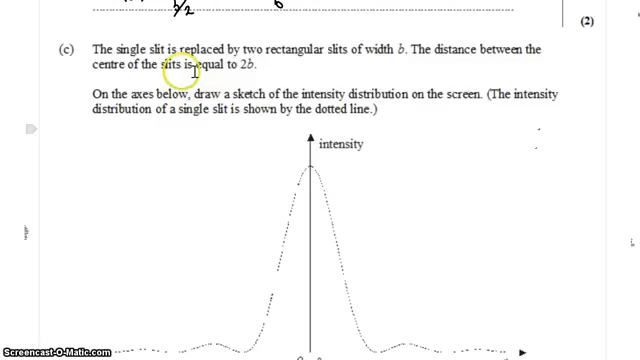 b/2
(2)
(c) The single slit is replaced by two rectangular slits of width b. The distance between the
centre of the slits is equal to 2b.
On the axes below, draw a sketch of the intensity distribution on the screen. (The intensity
distribution of a single slit is shown by the dotted line.)
intensity
Screencast-O-Matic.com